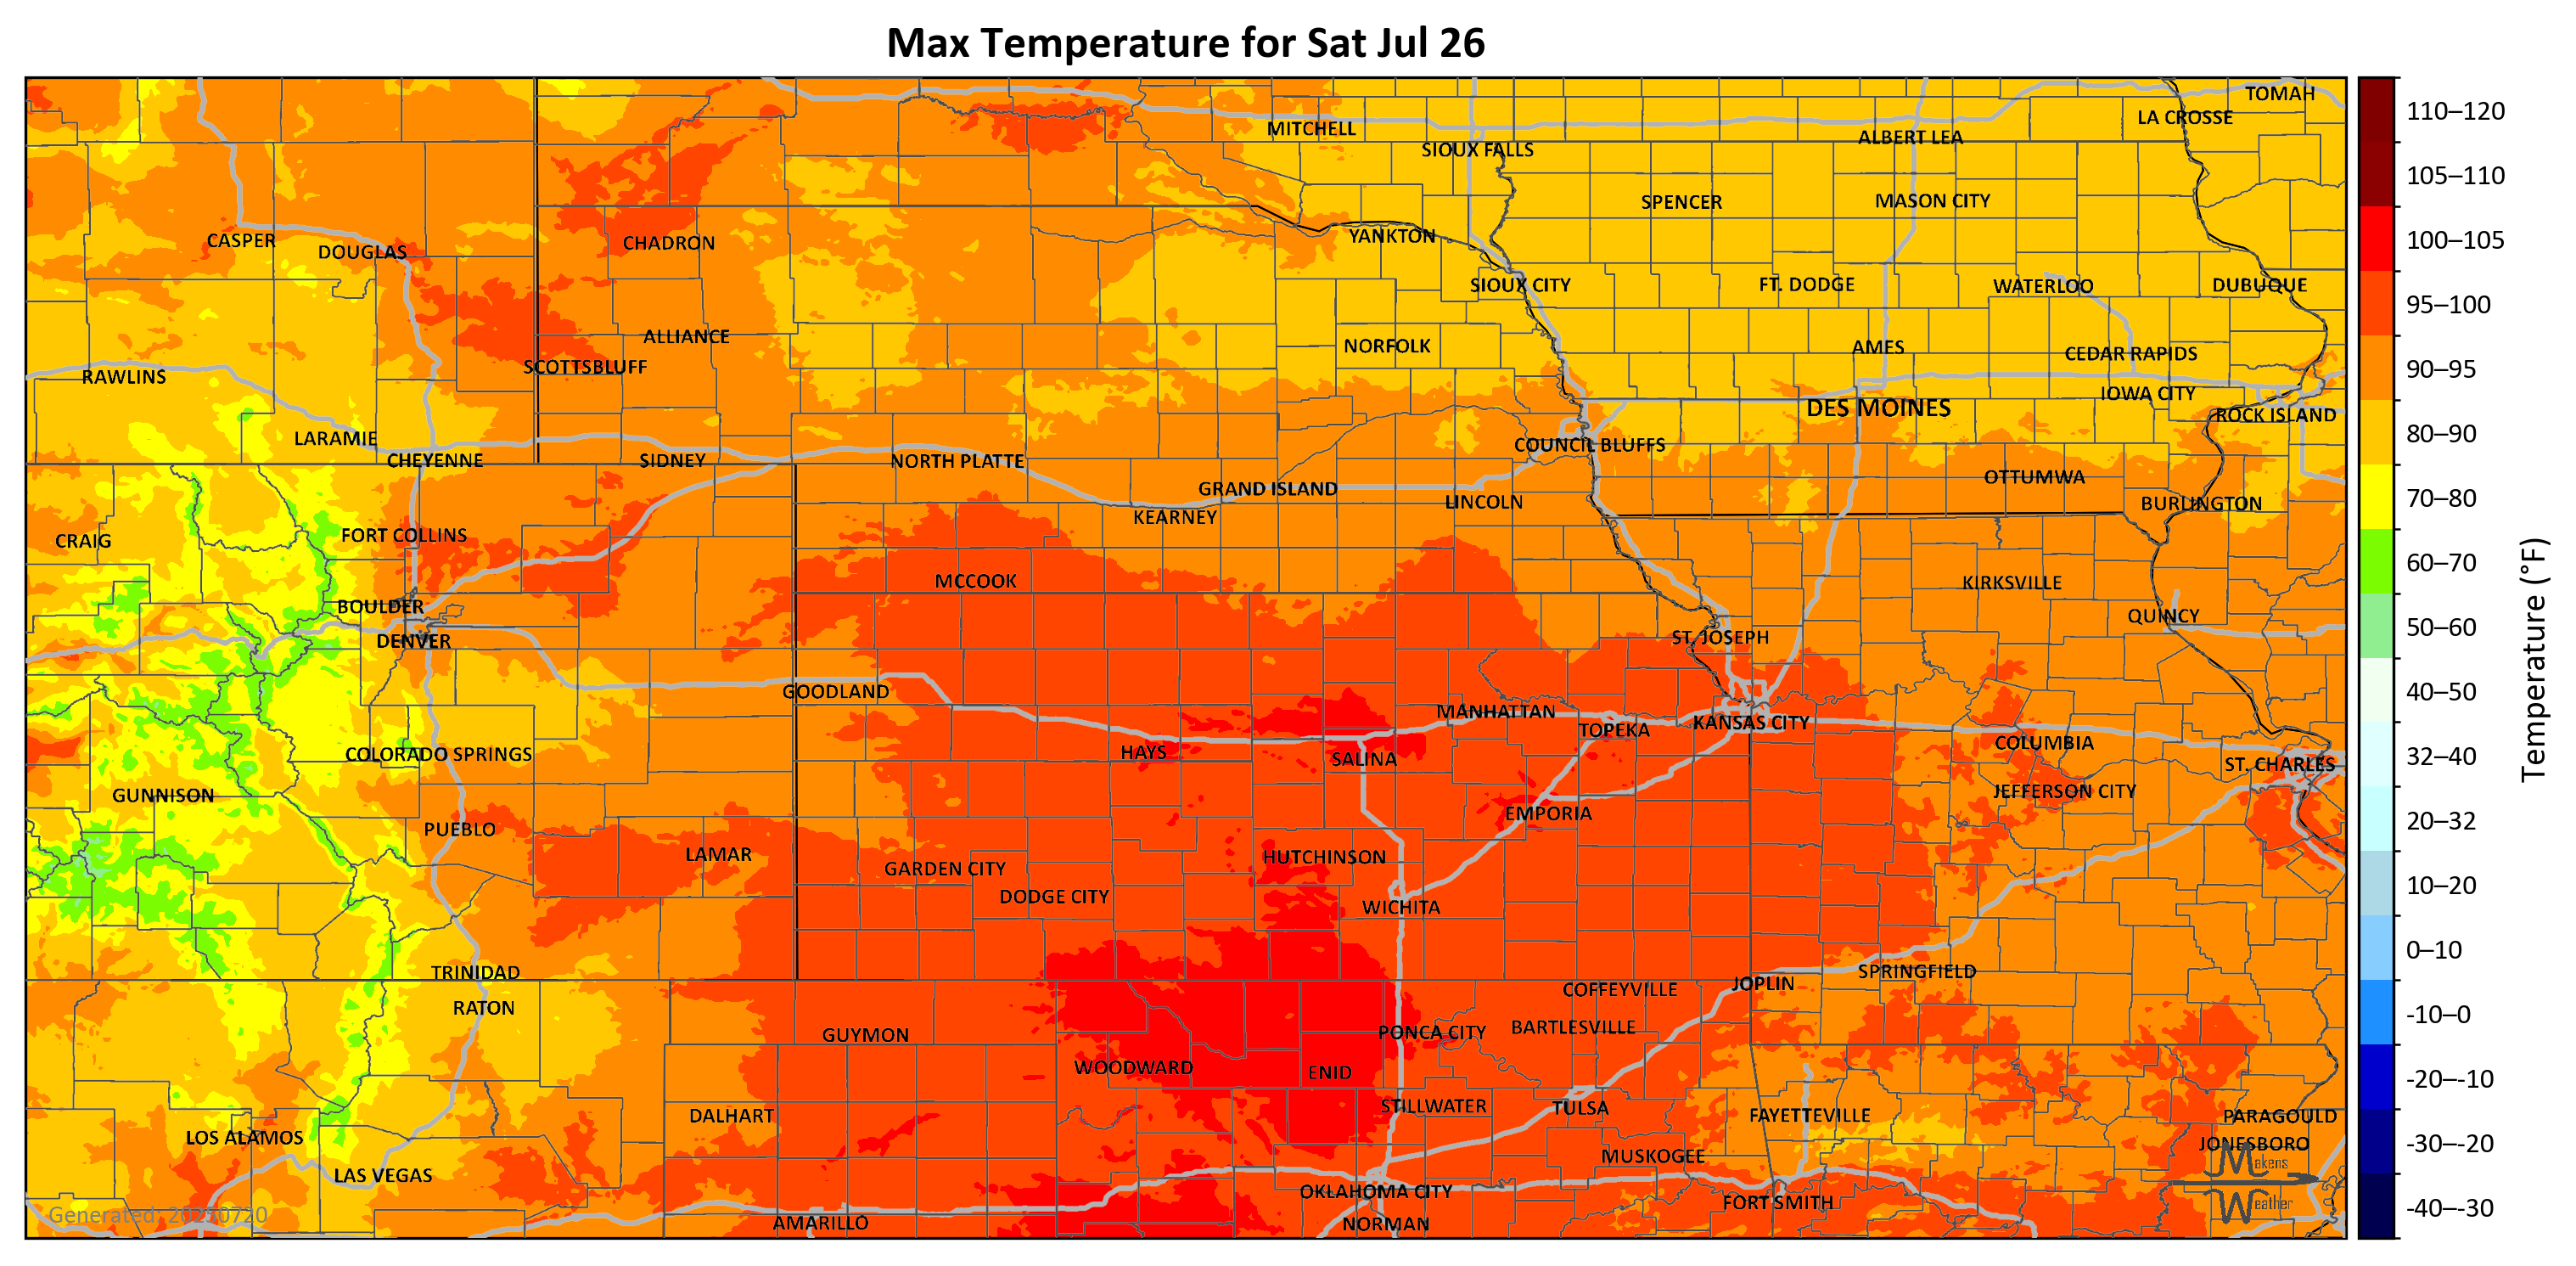 Max Temperature for Sat Jul 26
TOMAH
LA CROSSE
MITCHELL
ALBERT LEA
SIOUX FALLS
SPENCER
MASON CITY
CASPER
DOUGLAS
CHADRON
YANKTON
SIOUX CITY
FT. DODGE
WATERLOO
DUBUQUE
ALLIANCE
NORFOLK
AMES
CEDAR RAPIDS
SCOTTSBLUFF
RAWLINS
IOWA CITY
DES MOINES
ROCK ISLAND
LARAMIE
COUNCIL BLUFFS
CHEYENNE
SIDNEY
NORTH PLATTE
OTTUMWA
GRAND ISLAND
LINCOLN
BURLINGTON
KEARNEY
FORT COLLINS
CRAIG
MCCOOK
KIRKSVILLE
BOULDER
QUINCY
DENVER
ST. JOSEPH
GOODLAND
MANHATTAN
KANSAS CITY
TOPEKA
COLUMBIA
COLORADO SPRINGS
HAYS
SALINA
ST. CHARLES
GUNNISON
JEFFERSON CITY
EMPORIA
PUEBLO
LAMAR
HUTCHINSON
GARDEN CITY
DODGE CITY
WICHITA
TRINIDAD
SPRINGFIELD
JOPLIN
COFFEYVILLE
RATON
GUYMON
PONCA CITY
BARTLESVILLE
WOODWARD
ENID
STILLWATER
TULSA
DALHART
FAYETTEVILLE
PARAGOULD
LOS ALAMOS
JONESBORO
MUSKOGEE
LAS VEGAS
OKLAHOMA CITY
FORT SMITH
AMARILLO
NORMAN
Generated: 20250720
Makens
Weather
110–120
105–110
100–105
95–100
90–95
80–90
70–80
60–70
50–60
40–50
32–40
20–32
10–20
0–10
-10–0
-20–-10
-30–-20
-40–-30
Temperature (°F)